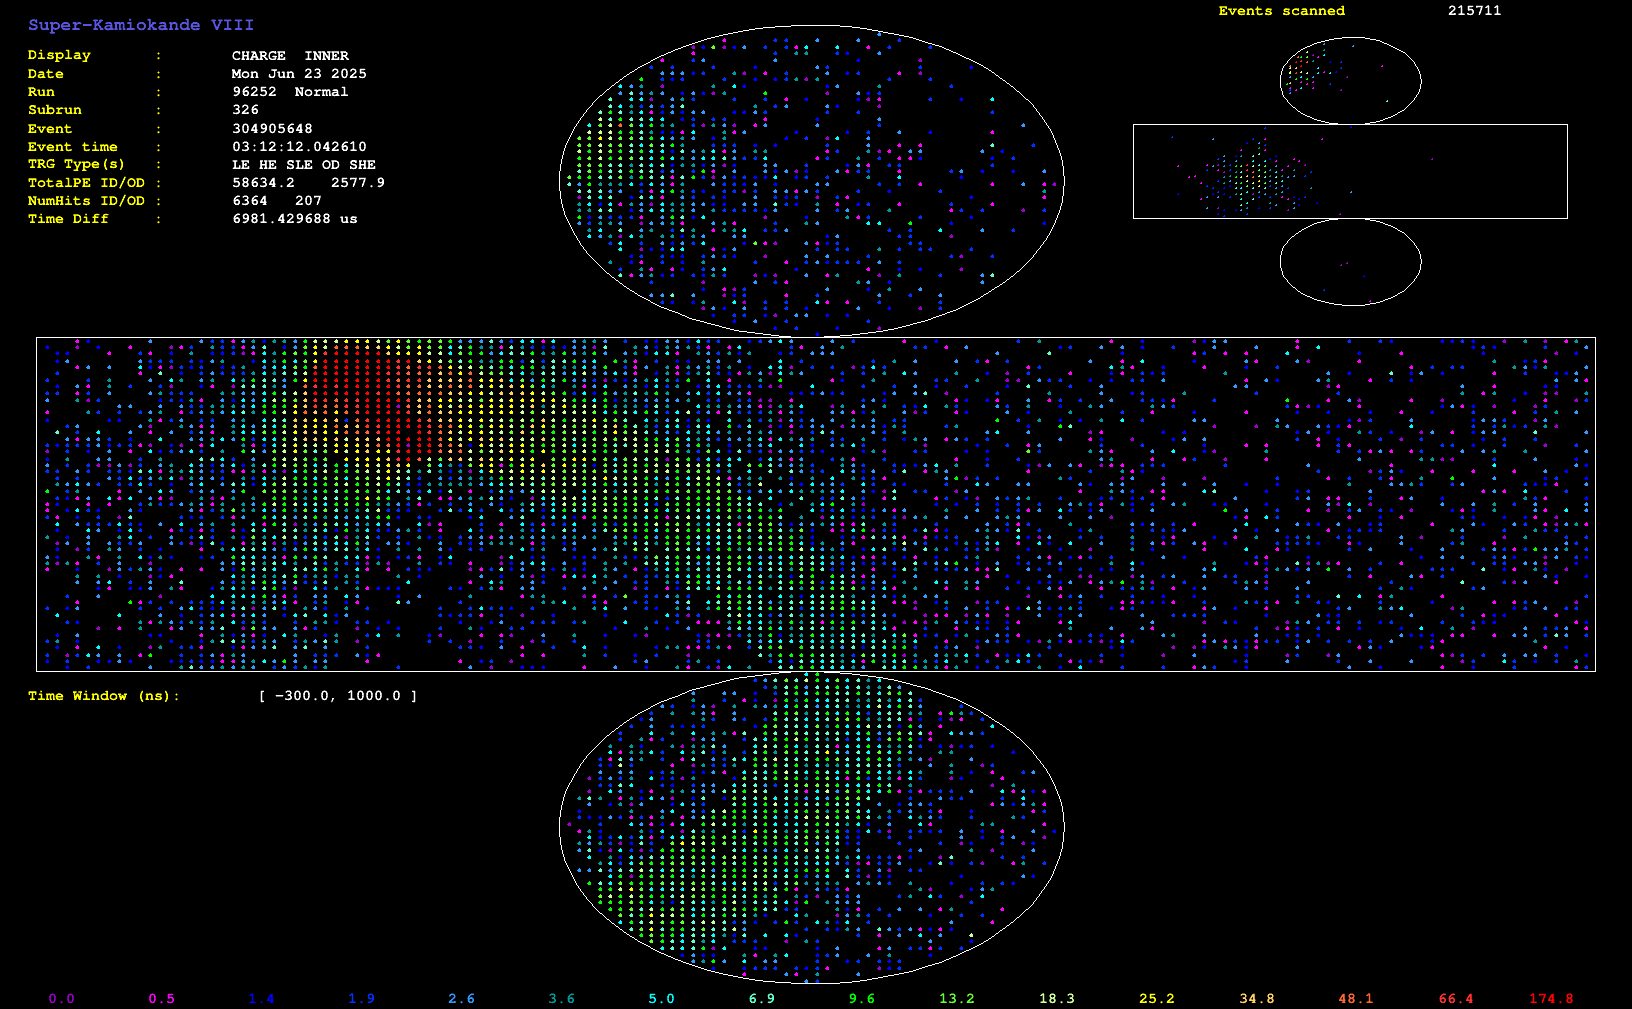 Super-Kamiokande VIII
Events scanned 215711
Display : CHARGE INNER
Date : Mon Jun 23 2025
Run : 96252 Normal
Subrun : 326
Event : 304905648
Event time : 03:12:12.042610
TRG Type(s) : LE HE SLE OD SHE
TotalPE ID/OD : 58634.2 2577.9
NumHits ID/OD : 6364 207
Time Diff : 6981.429688 us
Time Window (ns): [ -300.0, 1000.0 ]
0.0 0.5 1.4 1.9 2.6 3.6 5.0 6.9 9.6 13.2 18.3 25.2 34.8 48.1 66.4 174.8